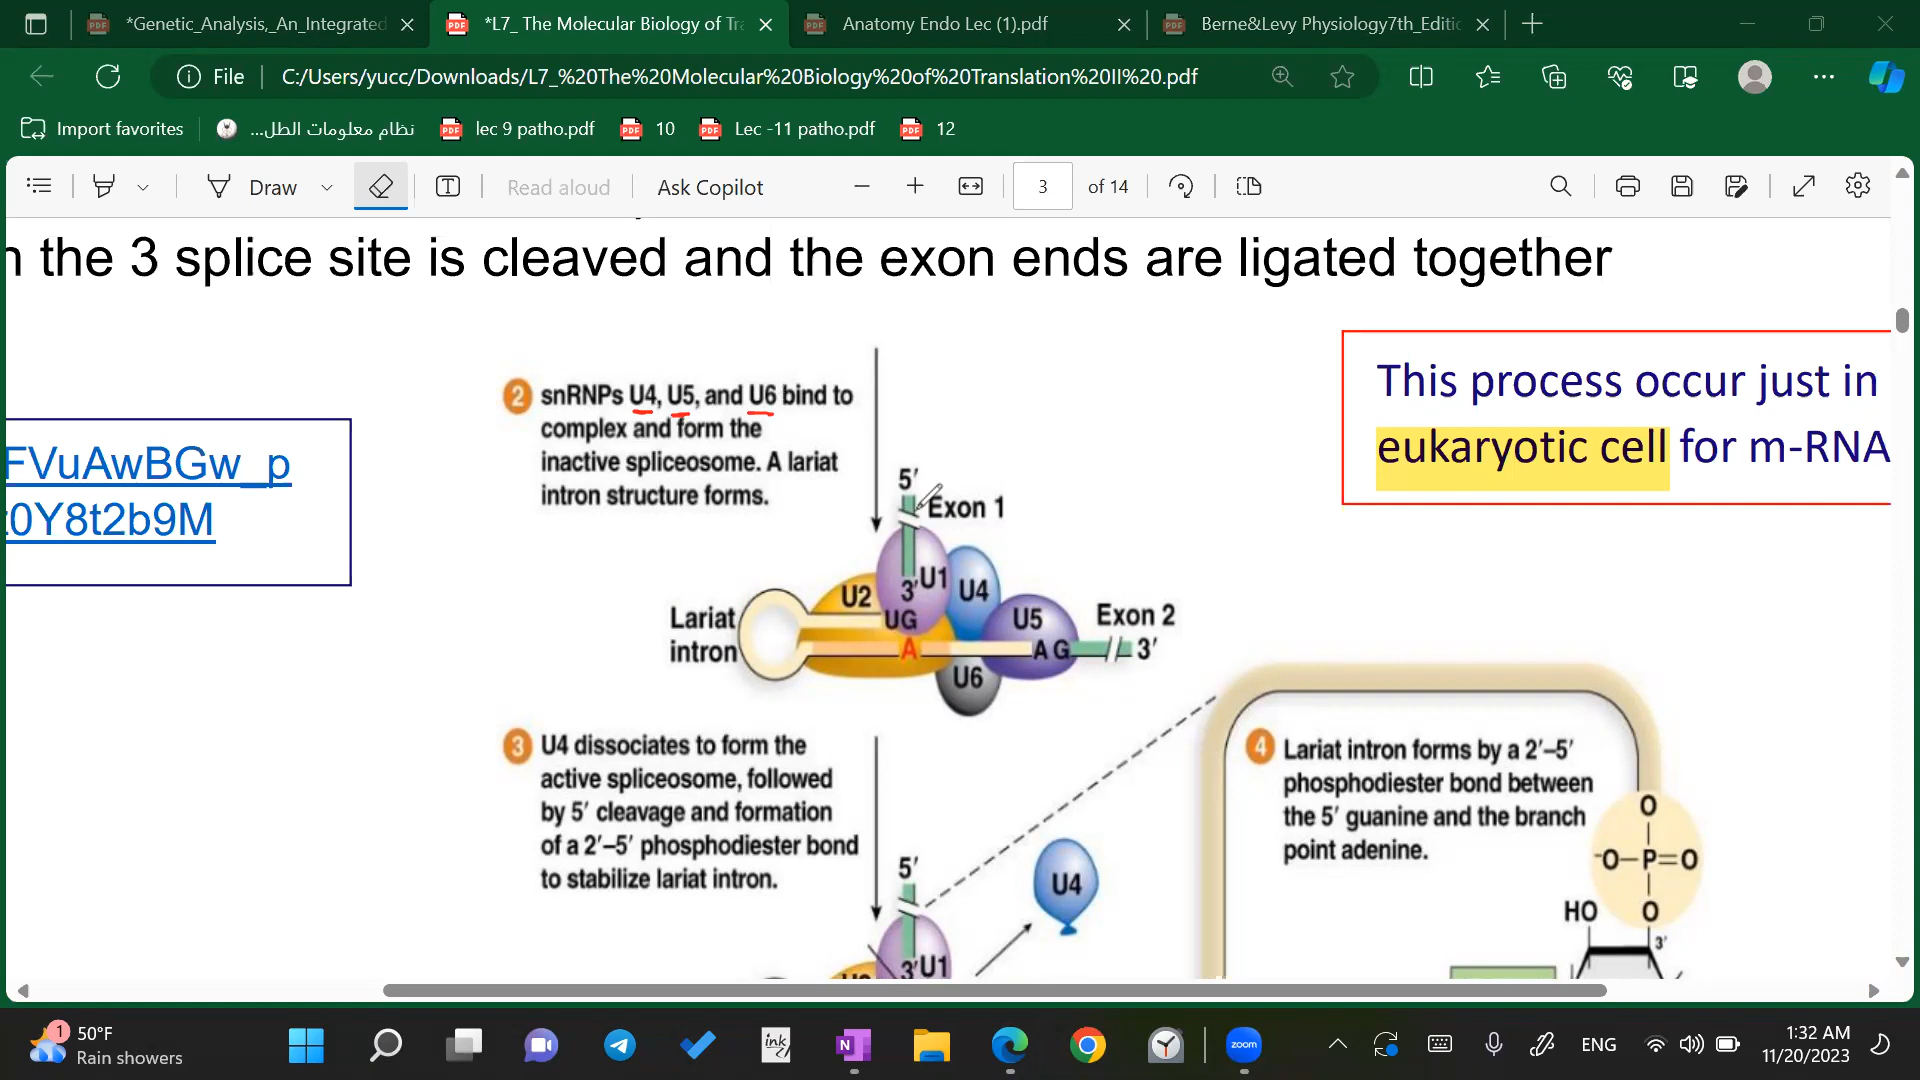 *Genetic_Analysis,_An_Integrated
*L7_ The Molecular Biology of Tra
Anatomy Endo Lec (1).pdf
Berne&Levy Physiology7th_Editio
File
C:/Users/yucc/Downloads/L7_%20The%20Molecular%20Biology%20of%20Translation%20II%20.pdf
Import favorites
نظام معلومات الطل...
lec 9 patho.pdf
10
Lec -11 patho.pdf
12
Draw
Read aloud
Ask Copilot
3
of 14
n the 3 splice site is cleaved and the exon ends are ligated together
FVuAwBGw_p
0Y8t2b9M
This process occur just in
eukaryotic cell for m-RNA
2 snRNPs U4, U5, and U6 bind to
complex and form the
inactive spliceosome. A lariat
intron structure forms.
5′
Exon 1
U2
3′
U1
U4
UG
U5
Exon 2
Lariat
intron
A
A G
3′
U6
3 U4 dissociates to form the
active spliceosome, followed
by 5′ cleavage and formation
of a 2′–5′ phosphodiester bond
to stabilize lariat intron.
5′
U4
3′
U1
4 Lariat intron forms by a 2′–5′
phosphodiester bond between
the 5′ guanine and the branch
point adenine.
O
-O–P=O
HO
O
3′
1
50°F
Rain showers
ink
N
zoom
ENG
1:32 AM
11/20/2023